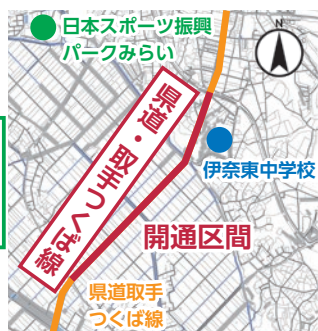 日本スポーツ振興
パークみらい
N
県道・取手つくば線
伊奈東中学校
開通区間
県道取手
つくば線